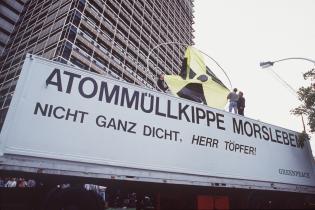 ATOMMÜLLKIPPE MORSLEBEN
NICHT GANZ DICHT, HERR TÖPFER!
GREENPEACE